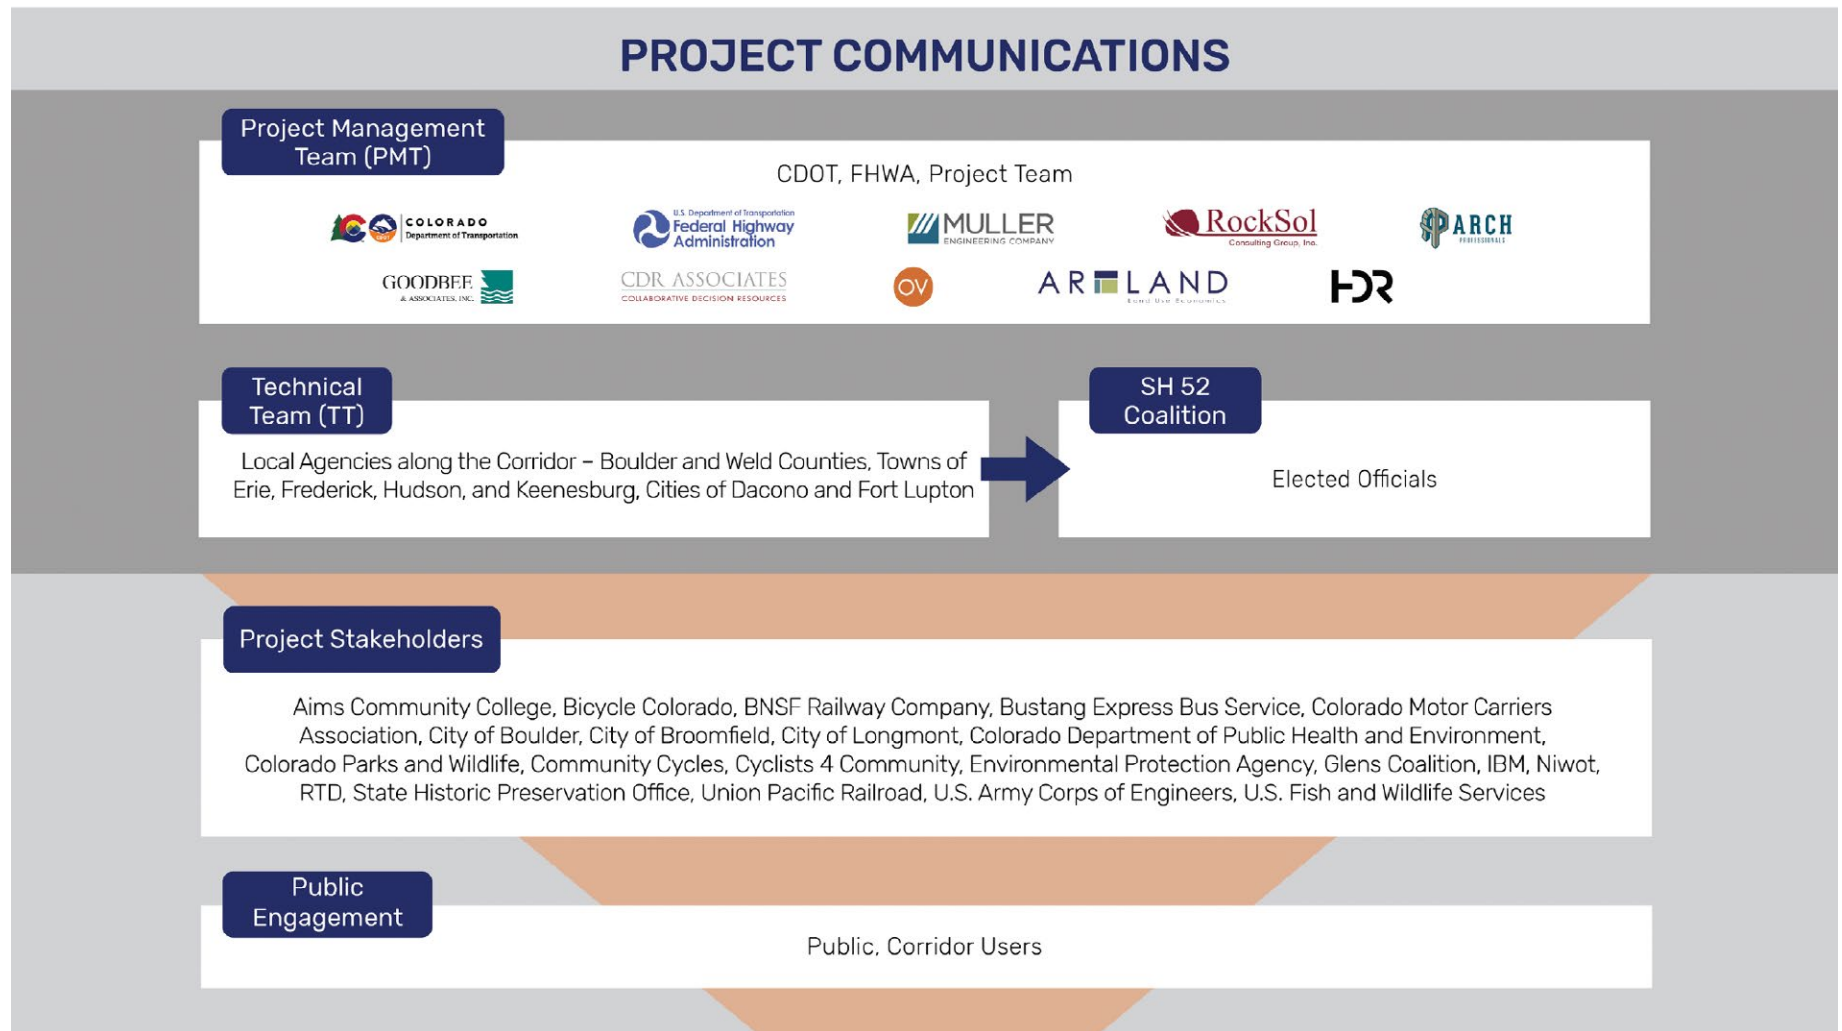 PROJECT COMMUNICATIONS
Project Management
Team (PMT)
CDOT, FHWA, Project Team
COLORADO
Department of Transportation
U.S. Department of Transportation
Federal Highway
Administration
MULLER
ENGINEERING COMPANY
RockSol
Consulting Group, Inc.
ARCH
PROFESSIONALS
GOODBEE
& ASSOCIATES, INC.
CDR ASSOCIATES
COLLABORATIVE DECISION RESOURCES
OV
ARTLAND
Land Use Economics
HDR
Technical
Team (TT)
Local Agencies along the Corridor – Boulder and Weld Counties, Towns of
Erie, Frederick, Hudson, and Keenesburg, Cities of Dacono and Fort Lupton
SH 52
Coalition
Elected Officials
Project Stakeholders
Aims Community College, Bicycle Colorado, BNSF Railway Company, Bustang Express Bus Service, Colorado Motor Carriers
Association, City of Boulder, City of Broomfield, City of Longmont, Colorado Department of Public Health and Environment,
Colorado Parks and Wildlife, Community Cycles, Cyclists 4 Community, Environmental Protection Agency, Glens Coalition, IBM, Niwot,
RTD, State Historic Preservation Office, Union Pacific Railroad, U.S. Army Corps of Engineers, U.S. Fish and Wildlife Services
Public
Engagement
Public, Corridor Users